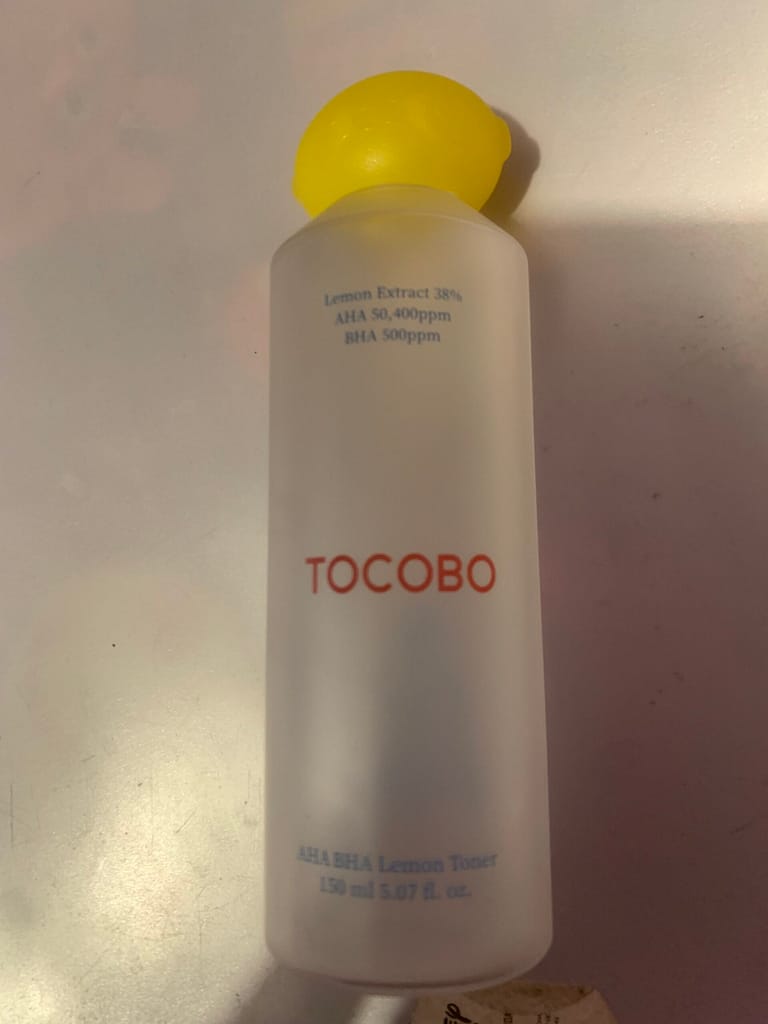 Lemon Extract 38%
AHA 50,400ppm
BHA 500ppm
TOCOBO
AHA BHA Lemon Toner
150 ml 5.07 fl. oz.